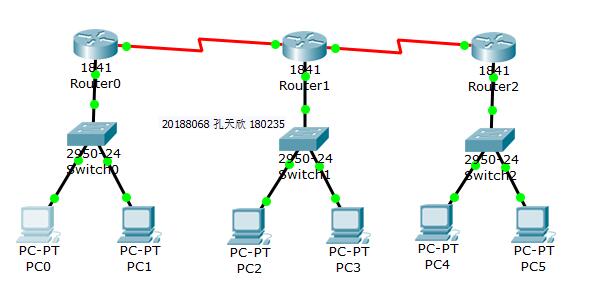 1841
Router0
1841
Router1
1841
Router2
20188068 孔天欣 180235
2950-24
Switch0
2950-24
Switch1
2950-24
Switch2
PC-PT
PC0
PC-PT
PC1
PC-PT
PC2
PC-PT
PC3
PC-PT
PC4
PC-PT
PC5